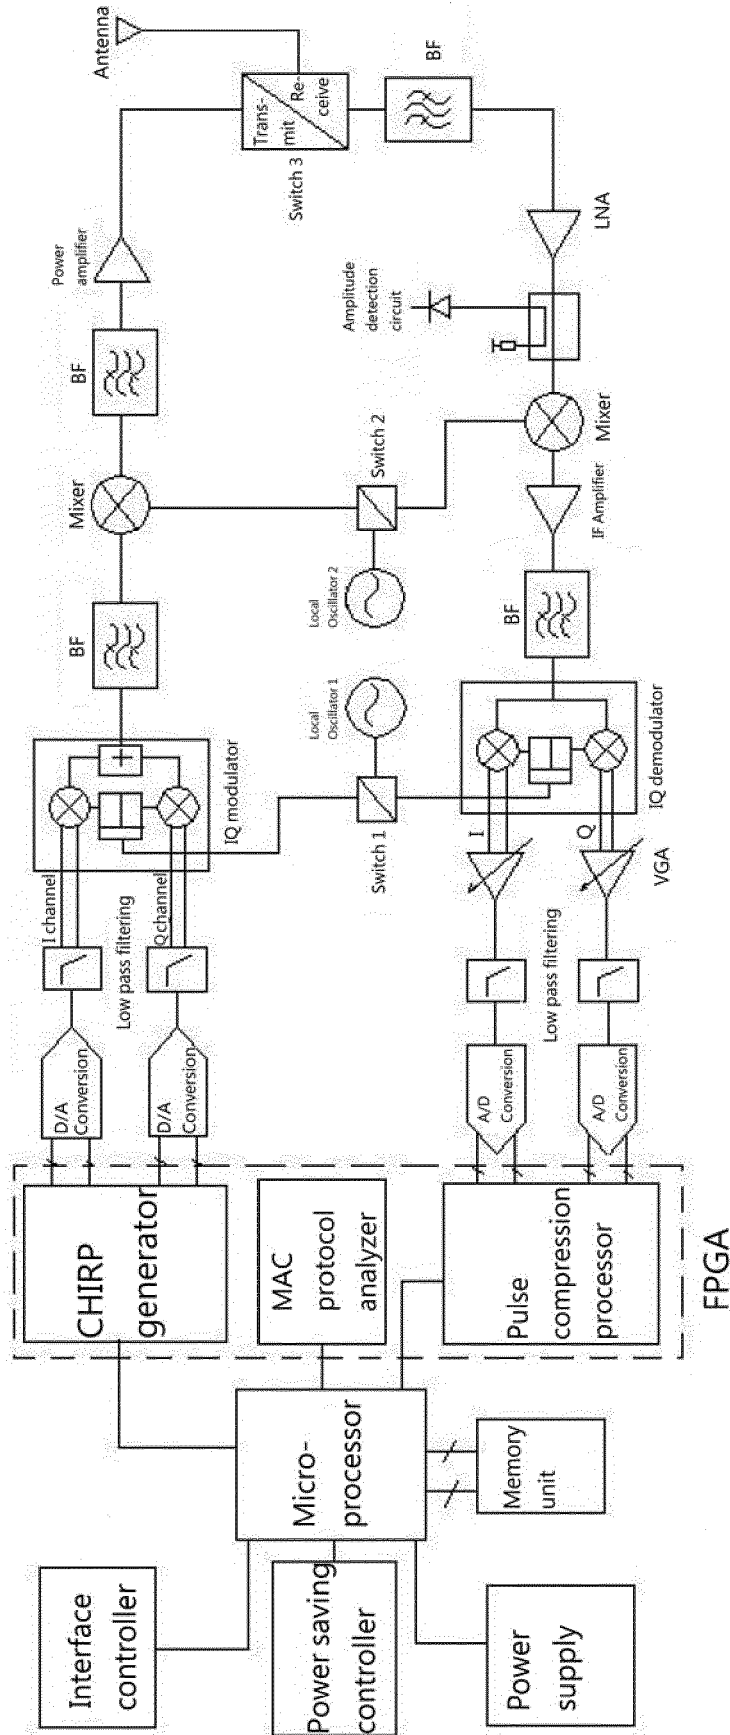 Antenna
Trans-
mit
Re-
ceive
Switch 3
BF
Power
amplifier
LNA
BF
Amplitude
detection
circuit
Mixer
Switch 2
Mixer
IF Amplifier
BF
Local
Oscillator 2
BF
Local
Oscillator 1
IQ modulator
Switch 1
IQ demodulator
I channel
Q channel
Low pass filtering
I
Q
VGA
Low pass filtering
D/A
Conversion
D/A
Conversion
A/D
Conversion
A/D
Conversion
CHIRP
generator
MAC
protocol
analyzer
Pulse
compression
processor
FPGA
Micro-
processor
Memory
unit
Interface
controller
Power saving
controller
Power
supply